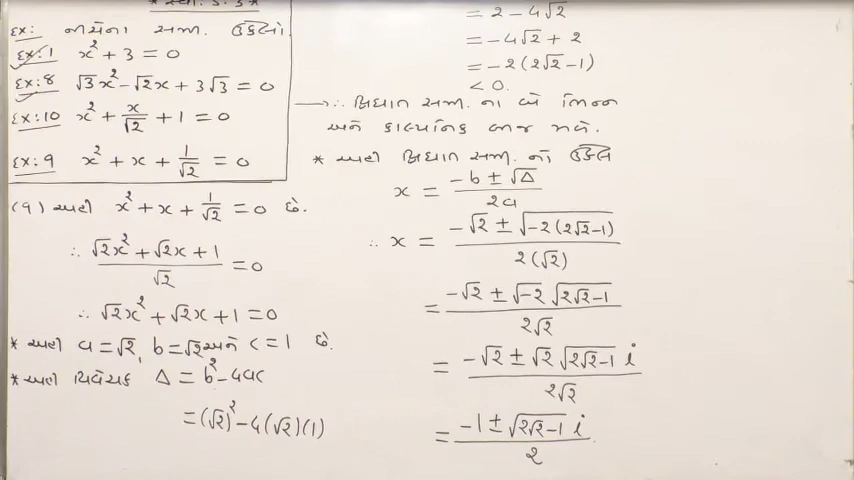 * સ્વા. 5.3 *
Ex: નીચેના સમી. ઉકેલો
Ex:1 x² + 3 = 0
Ex:8 √3x² - √2x + 3√3 = 0
Ex:10 x² + x/√2 + 1 = 0
Ex:9 x² + x + 1/√2 = 0
(9) અહીં x² + x + 1/√2 = 0 છે.
∴ (√2x² + √2x + 1)/√2 = 0
∴ √2x² + √2x + 1 = 0
* અહીં a = √2, b = √2 અને c = 1 છે.
* અહીં વિવેચક Δ = b² - 4ac
= (√2)² - 4(√2)(1)
= 2 - 4√2
= -4√2 + 2
= -2(2√2 - 1)
< 0.
→ ∴ દ્વિઘાત સમી. ના બે ભિન્ન
અને કાલ્પનિક બીજ મળે.
* અહીં દ્વિઘાત સમી. નો ઉકેલ
x = (-b ± √Δ)/2a
∴ x = (-√2 ± √(-2(2√2-1)))/2(√2)
= (-√2 ± √-2 √(2√2-1))/2√2
= (-√2 ± √2 √(2√2-1) i)/2√2
= (-1 ± √(2√2-1) i)/2